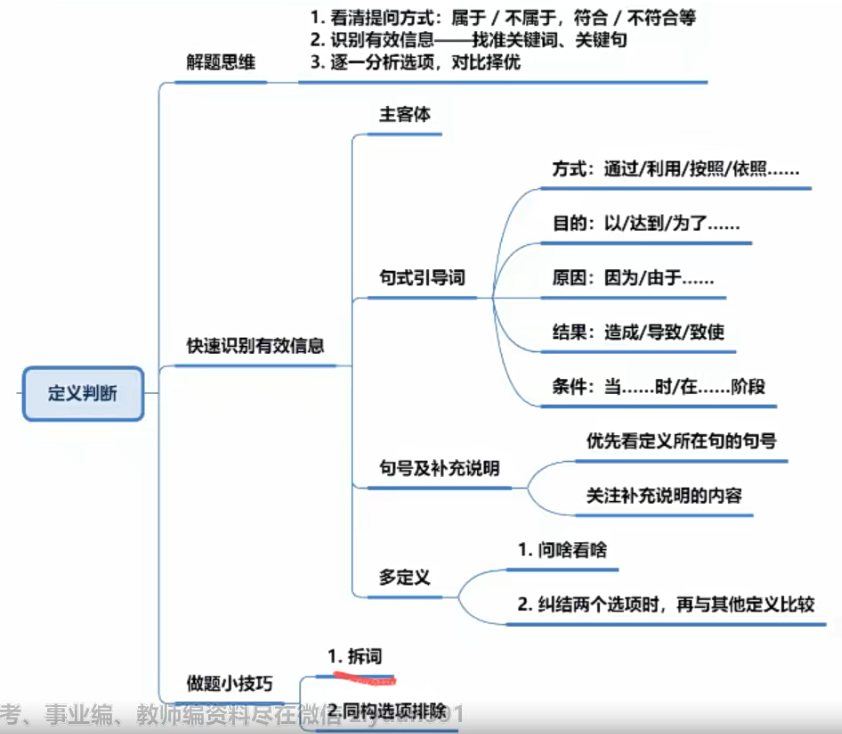 1. 看清提问方式：属于 / 不属于，符合 / 不符合等
2. 识别有效信息——找准关键词、关键句
3. 逐一分析选项，对比择优
解题思维
主客体
方式：通过/利用/按照/依照......
目的：以/达到/为了......
句式引导词
原因：因为/由于......
结果：造成/导致/致使
条件：当......时/在......阶段
快速识别有效信息
定义判断
句号及补充说明
优先看定义所在句的句号
关注补充说明的内容
多定义
1. 问啥看啥
2. 纠结两个选项时，再与其他定义比较
做题小技巧
1. 拆词
2.同构选项排除
考、事业编、教师编资料尽在微信